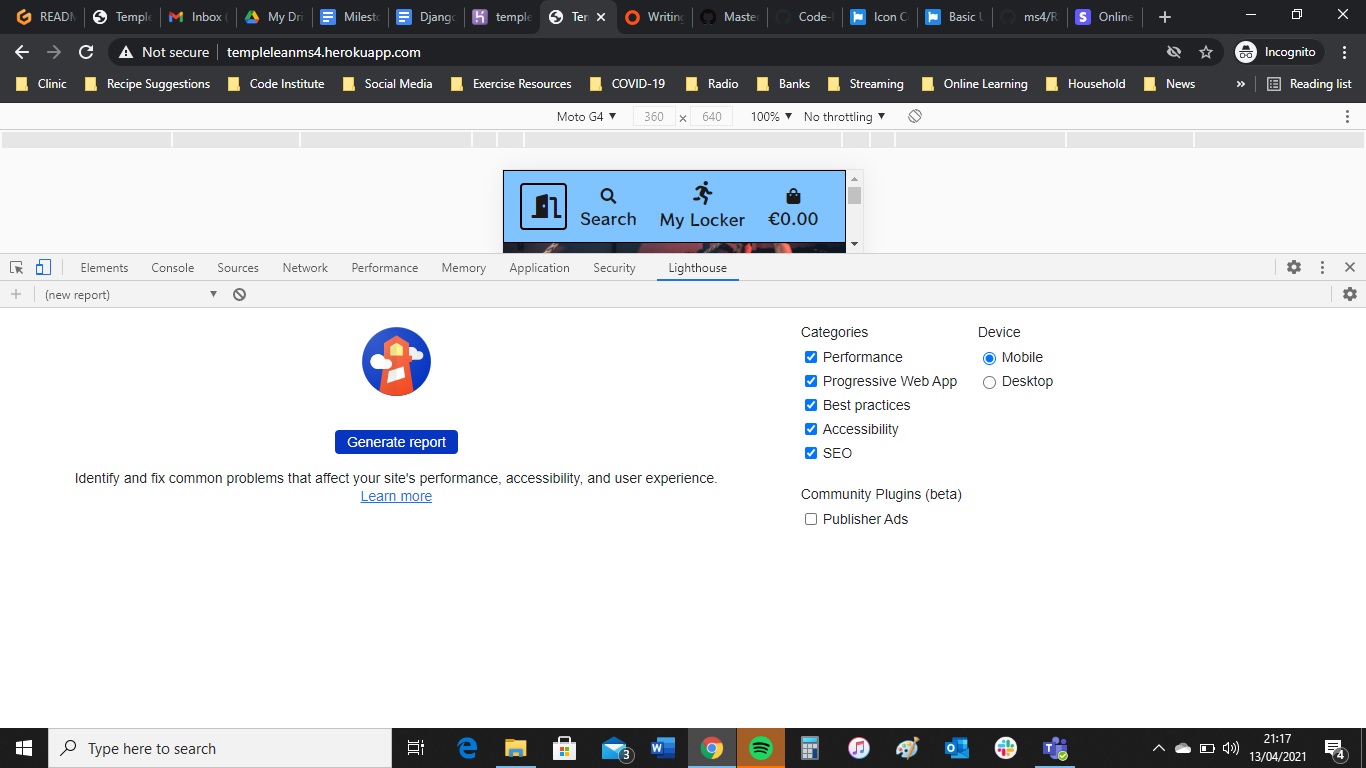 READM Temple Inbox ( My Dri Milesto Djang temple Ten Writing Master Code-I Icon C Basic U ms4/R Online
Not secure templeleanms4.herokuapp.com Incognito
Clinic Recipe Suggestions Code Institute Social Media Exercise Resources COVID-19 Radio Banks Streaming Online Learning Household News » Reading list
Moto G4 ▼ 360 × 640 100% ▼ No throttling ▼
Search My Locker €0.00
Elements Console Sources Network Performance Memory Application Security Lighthouse
(new report) ▼
Categories Device
Performance Mobile
Progressive Web App Desktop
Best practices
Accessibility
SEO
Generate report
Identify and fix common problems that affect your site's performance, accessibility, and user experience.
Learn more
Community Plugins (beta)
Publisher Ads
Type here to search 3 21:17
13/04/2021 4